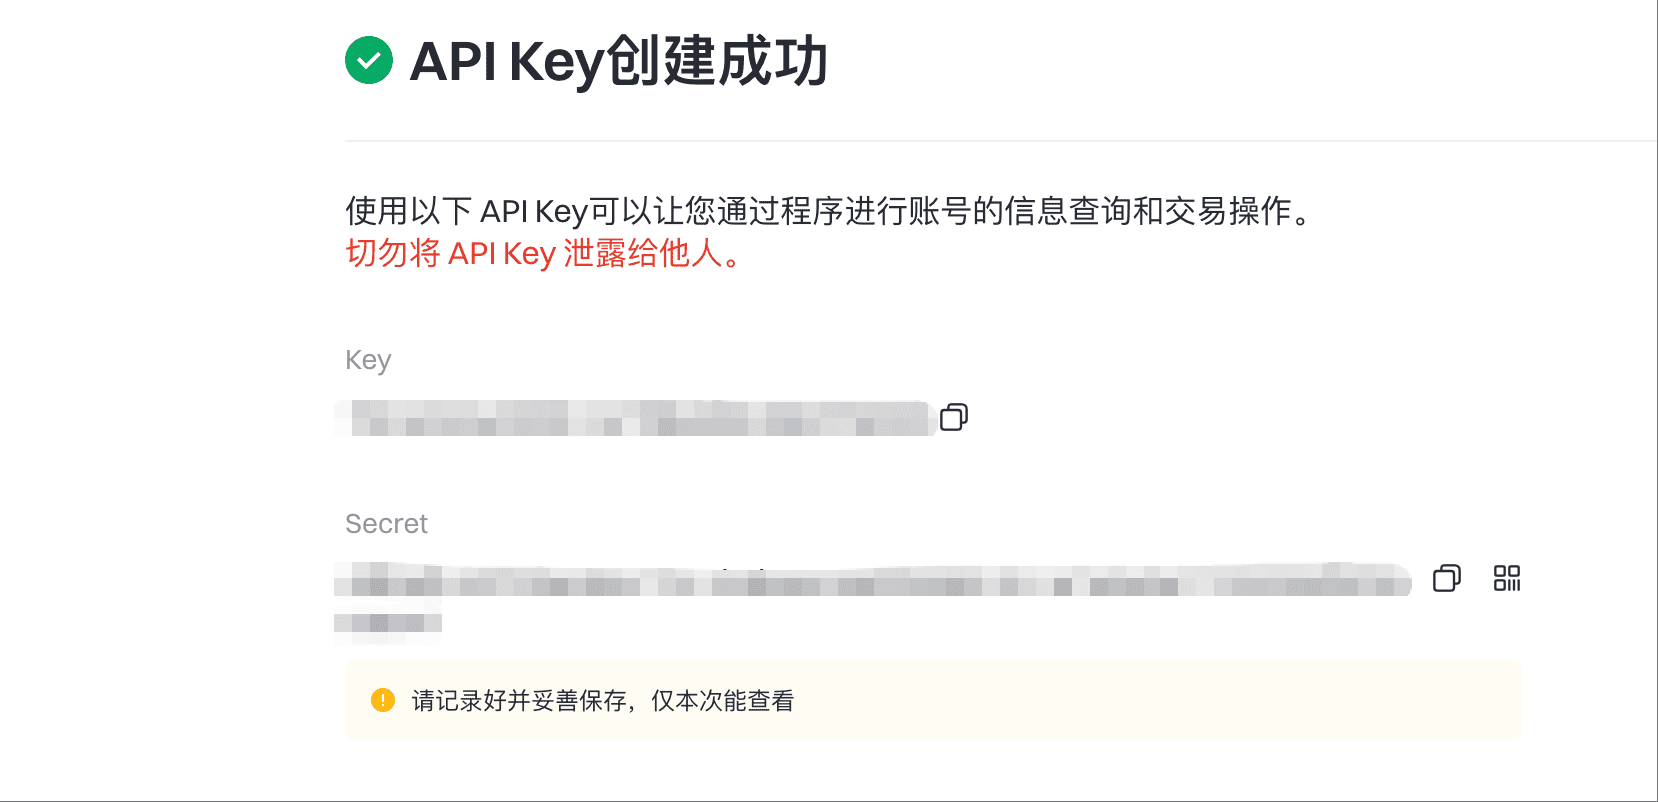 API Key创建成功
使用以下 API Key可以让您通过程序进行账号的信息查询和交易操作。
切勿将 API Key 泄露给他人。
Key
Secret
请记录好并妥善保存，仅本次能查看